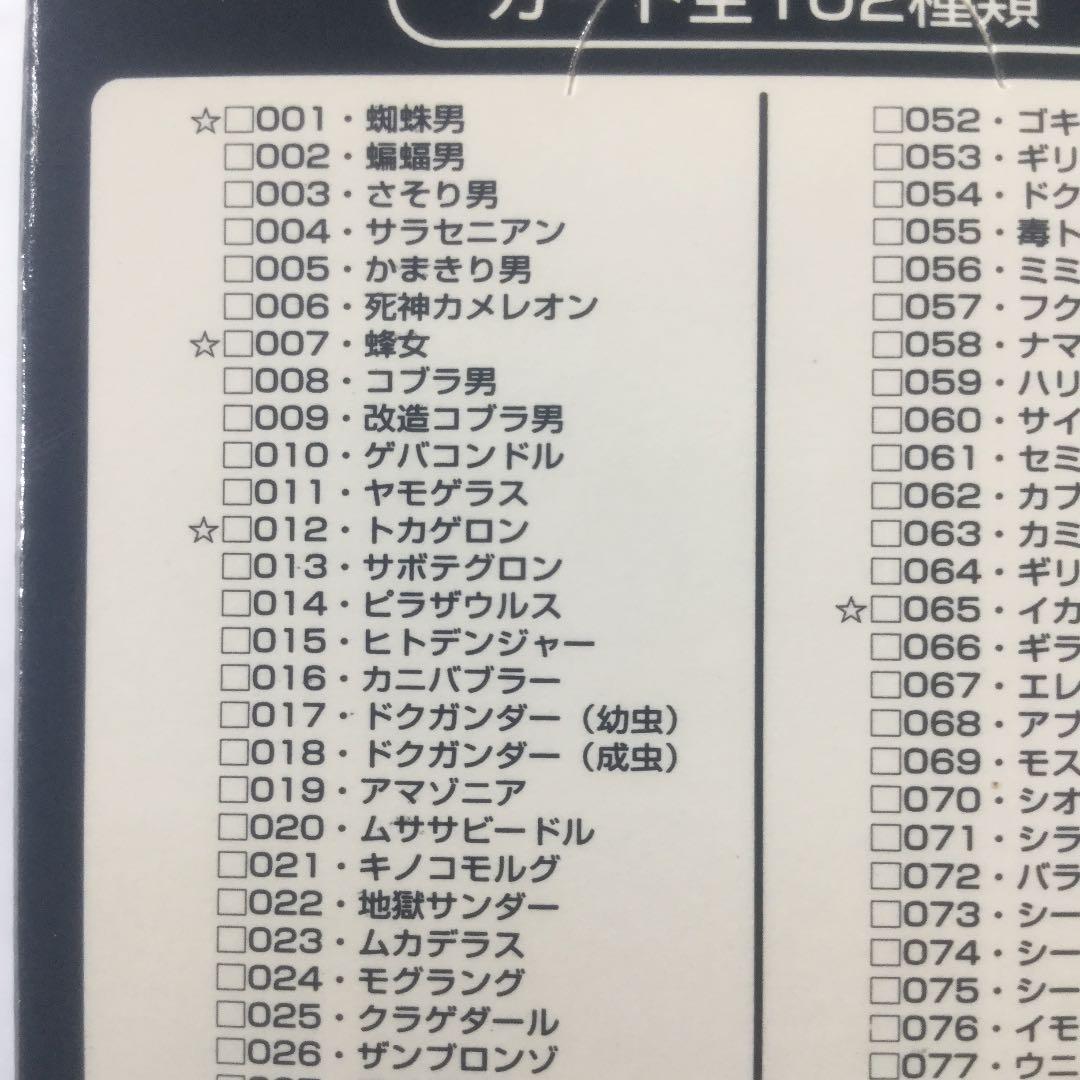 カード全102種類
☆□001・蜘蛛男
□002・蝙蝠男
□003・さそり男
□004・サラセニアン
□005・かまきり男
□006・死神カメレオン
☆□007・蜂女
□008・コブラ男
□009・改造コブラ男
□010・ゲバコンドル
□011・ヤモゲラス
☆□012・トカゲロン
□013・サボテグロン
□014・ピラザウルス
□015・ヒトデンジャー
□016・カニバブラー
□017・ドクガンダー（幼虫）
□018・ドクガンダー（成虫）
□019・アマゾニア
□020・ムササビードル
□021・キノコモルグ
□022・地獄サンダー
□023・ムカデラス
□024・モグラング
□025・クラゲダール
□026・ザンブロンゾ
□052・ゴキ
□053・ギリ
□054・ドク
□055・毒ト
□056・ミミ
□057・フク
□058・ナマ
□059・ハリ
□060・サイ
□061・セミ
□062・カブ
□063・カミ
□064・ギリ
☆□065・イカ
□066・ギラ
□067・エレ
□068・アブ
□069・モス
□070・シオ
□071・シラ
□072・バラ
□073・シー
□074・シー
□075・シー
□076・イモ
□077・ウニ